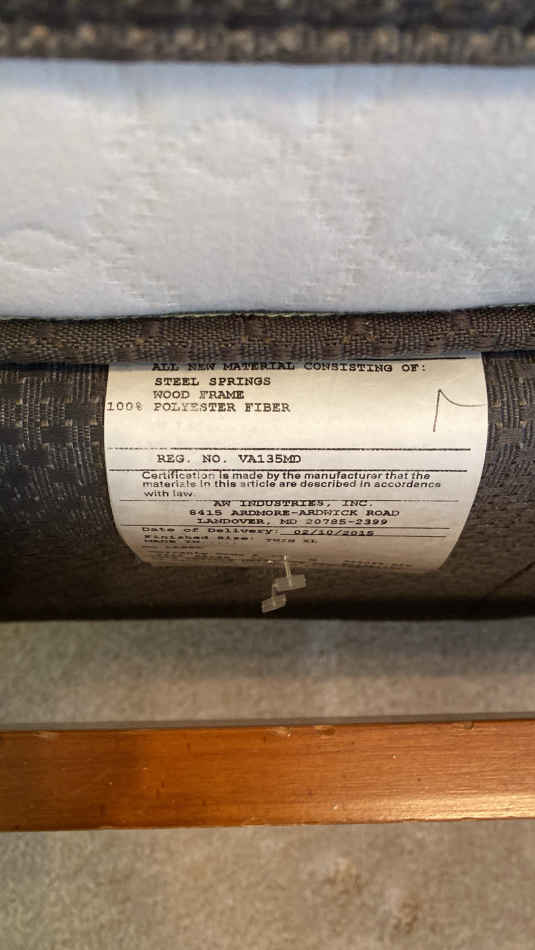 ALL NEW MATERIAL CONSISTING OF:
STEEL SPRINGS
WOOD FRAME
100% POLYESTER FIBER
REG. NO. VA135MD
Certification is made by the manufacturer that the
materials in this article are described in accordance
with law.
AW INDUSTRIES, INC.
8415 ARDMORE-ARDWICK ROAD
LANDOVER, MD 20785-2399
Date of Delivery: 02/10/2015
Finished Size: TWIN XL
MADE IN